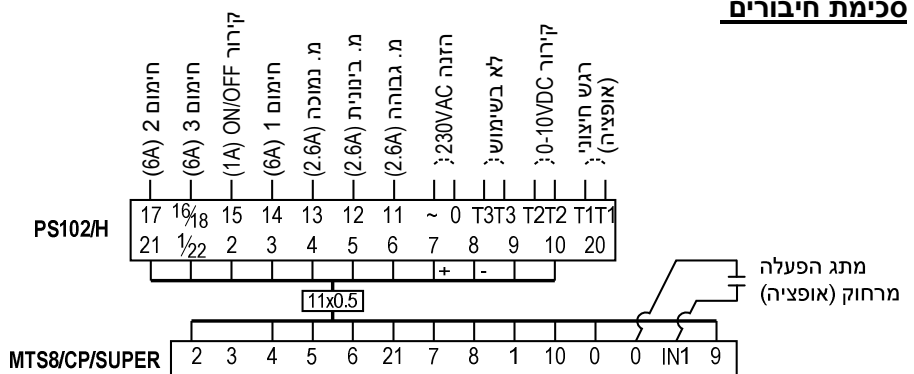 סכימת חיבורים
חימום 2 (6A)
חימום 3 (6A)
קירור ON/OFF (1A)
חימום 1 (6A)
מ. נמוכה (2.6A)
מ. בינונית (2.6A)
מ. גבוהה (2.6A)
הזנה 230VAC
לא בשימוש
קירור 0-10VDC
רגש חיצוני
(אופציה)
PS102/H
17 16/18 15 14 13 12 11 ~ 0 T3T3 T2T2 T1T1
21 1/22 2 3 4 5 6 7 8 9 10 20
+ -
מתג הפעלה
מרחוק (אופציה)
11x0.5
MTS8/CP/SUPER
2 3 4 5 6 21 7 8 1 10 0 0 IN1 9